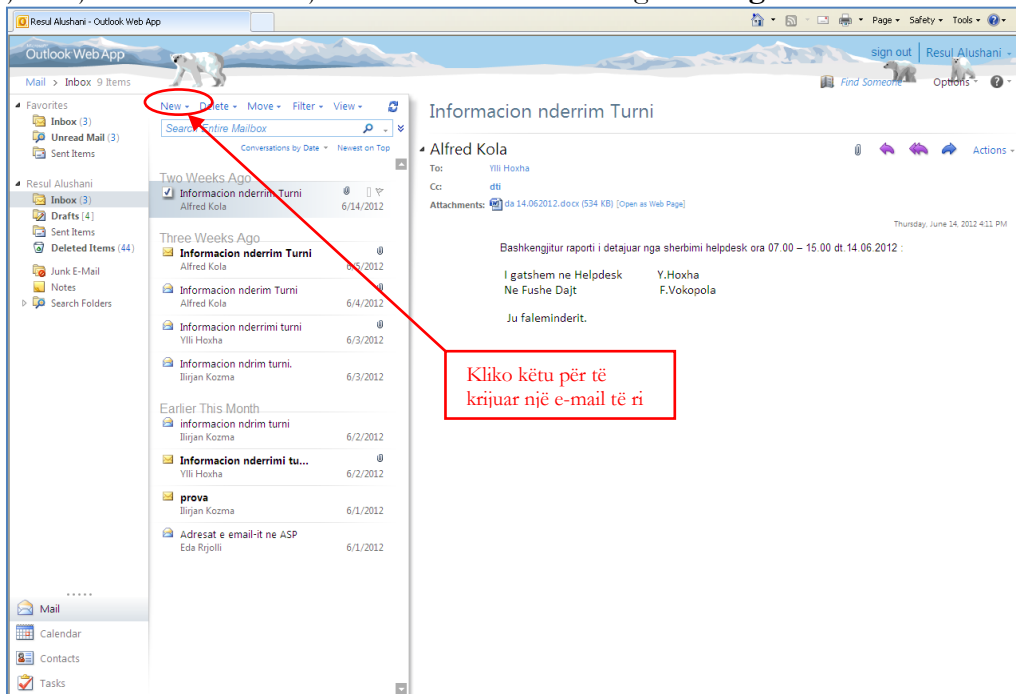 Resul Alushani - Outlook Web App
Page Safety Tools
Outlook Web App
sign out | Resul Alushani
Mail > Inbox 9 Items
Find Someone Options
Favorites
Inbox (3)
Unread Mail (3)
Sent Items
Resul Alushani
Inbox (3)
Drafts [4]
Sent Items
Deleted Items (44)
Junk E-Mail
Notes
Search Folders
Mail
Calendar
Contacts
Tasks
New Delete Move Filter View
Search Entire Mailbox
Conversations by Date Newest on Top
Two Weeks Ago
Informacion nderrim Turni
Alfred Kola 6/14/2012
Three Weeks Ago
Informacion nderrim Turni
Alfred Kola 6/5/2012
Informacion nderim Turni
Alfred Kola 6/4/2012
Informacion nderrimi turni
Ylli Hoxha 6/3/2012
Informacion ndrim turni.
Ilirjan Kozma 6/3/2012
Earlier This Month
informacion ndrim turni
Ilirjan Kozma 6/2/2012
Informacion nderrimi tu...
Ylli Hoxha 6/2/2012
prova
Ilirjan Kozma 6/1/2012
Adresat e email-it ne ASP
Eda Rrjolli 6/1/2012
Informacion nderrim Turni
Alfred Kola Actions
To: Ylli Hoxha
Cc: dti
Attachments: da 14.062012.docx (534 KB) [Open as Web Page]
Thursday, June 14, 2012 4:11 PM
Bashkengjitur raporti i detajuar nga sherbimi helpdesk ora 07.00 – 15.00 dt.14.06.2012 :
I gatshem ne Helpdesk Y.Hoxha
Ne Fushe Dajt F.Vokopola
Ju faleminderit.
Kliko këtu për të
krijuar një e-mail të ri